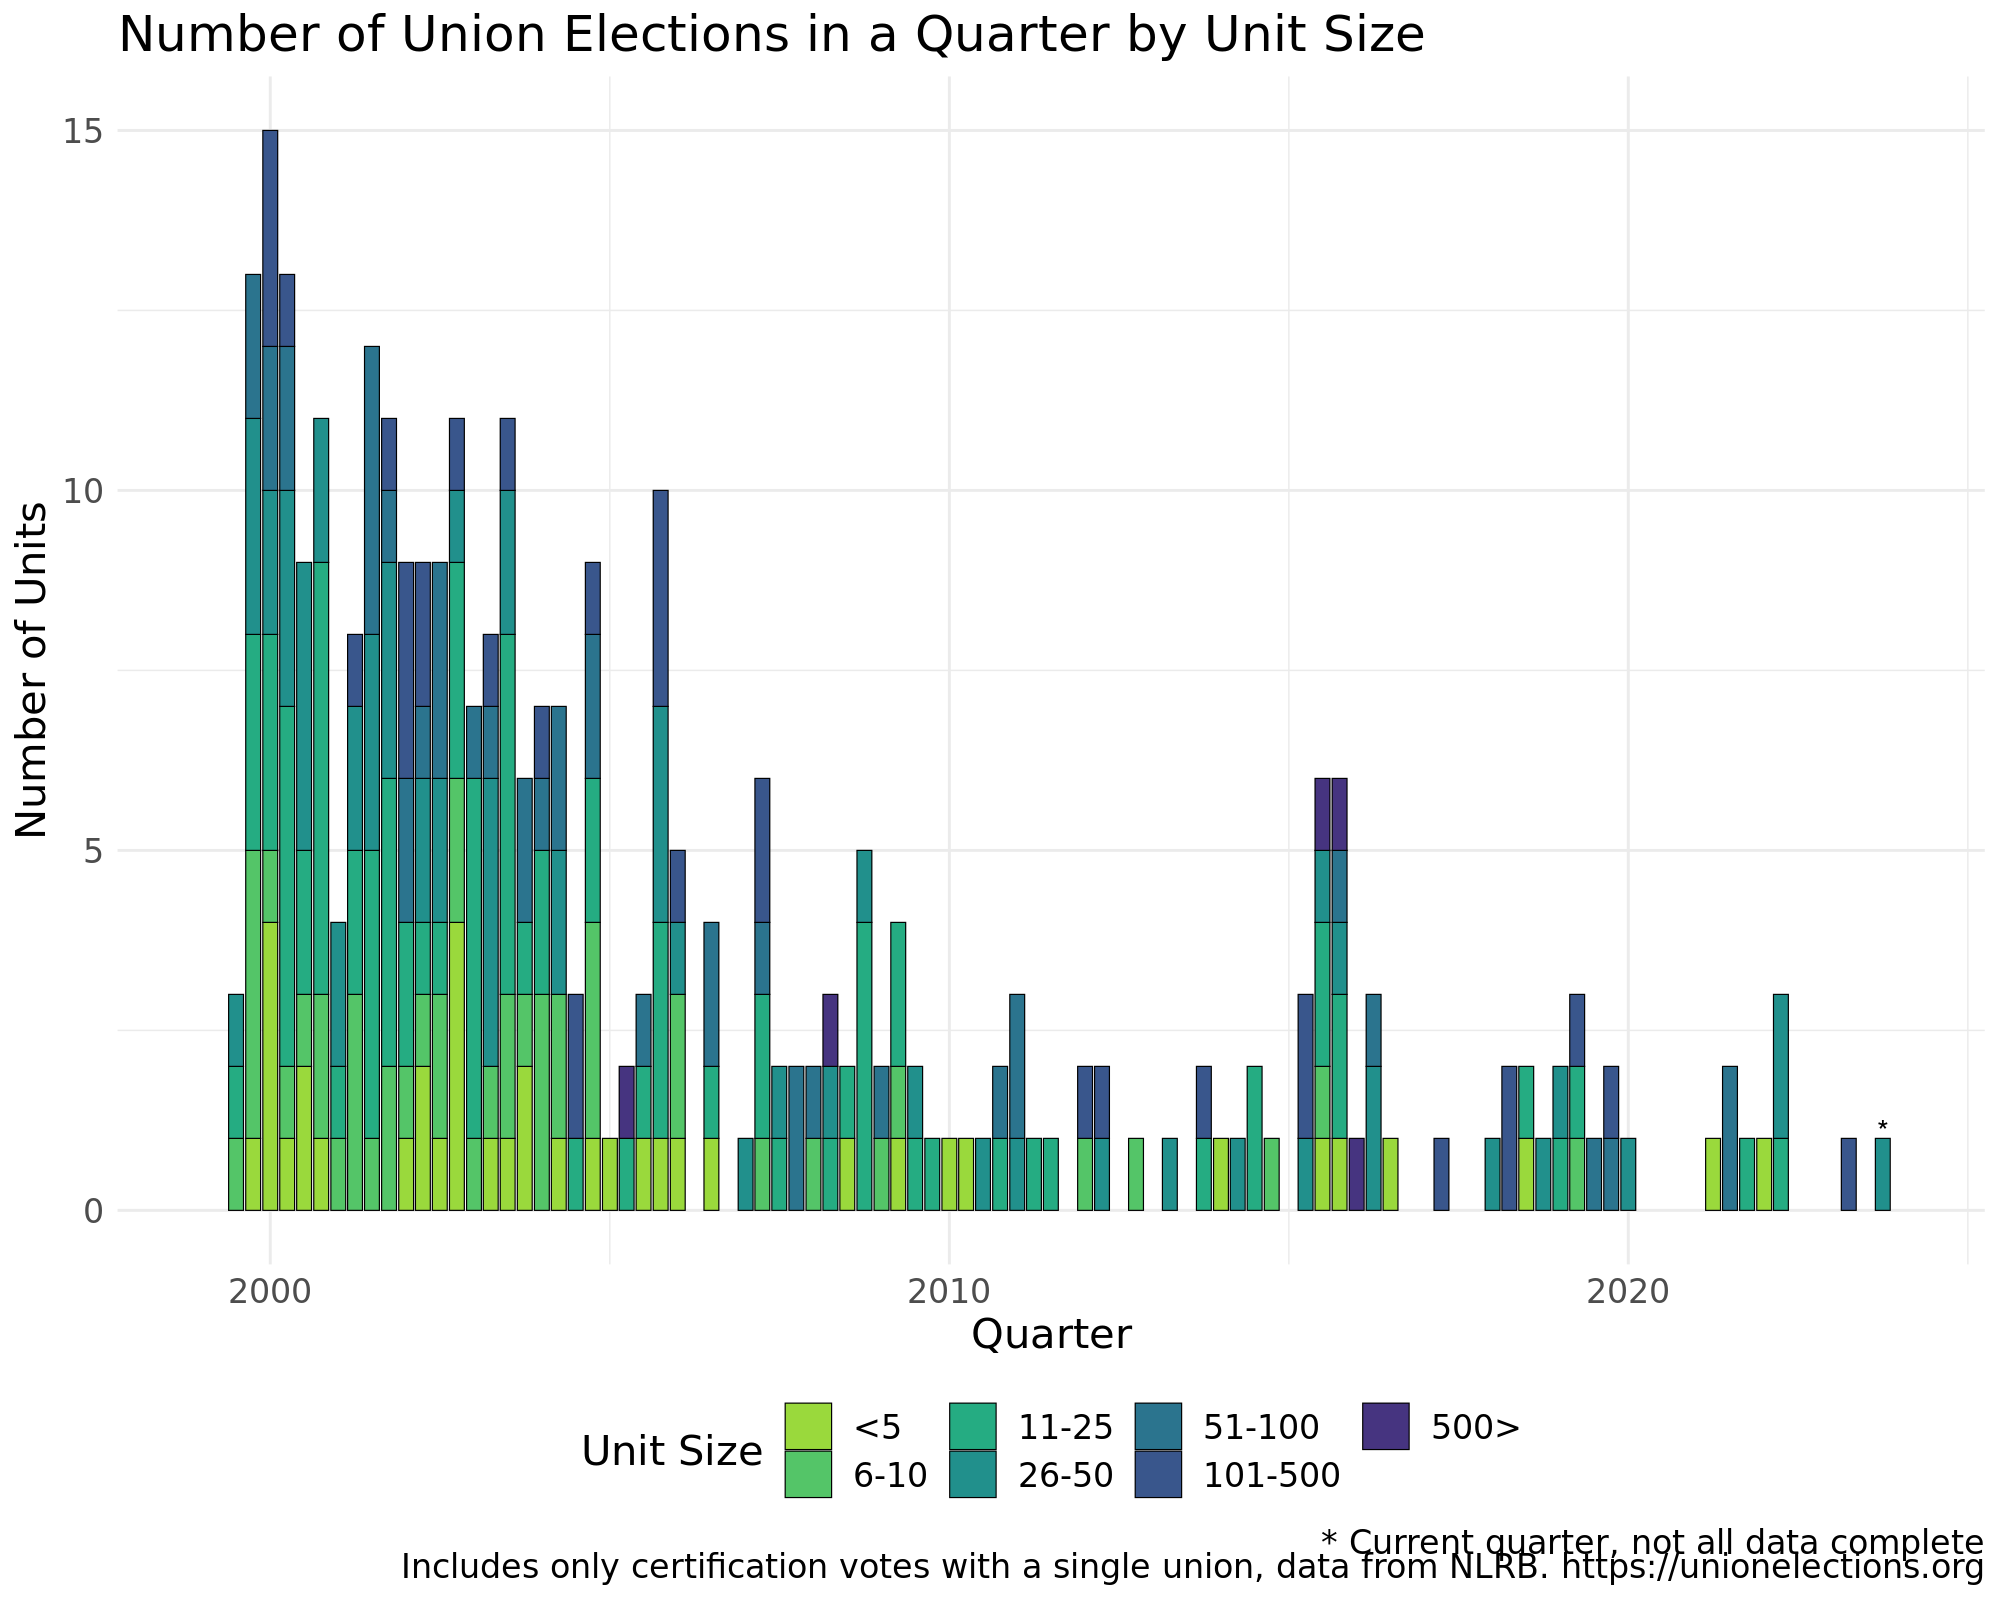 Number of Union Elections in a Quarter by Unit Size
15
10
5
0
Number of Units
*
2000
2010
2020
Quarter
Unit Size
<5
11-25
51-100
500>
6-10
26-50
101-500
* Current quarter, not all data complete
Includes only certification votes with a single union, data from NLRB. https://unionelections.org